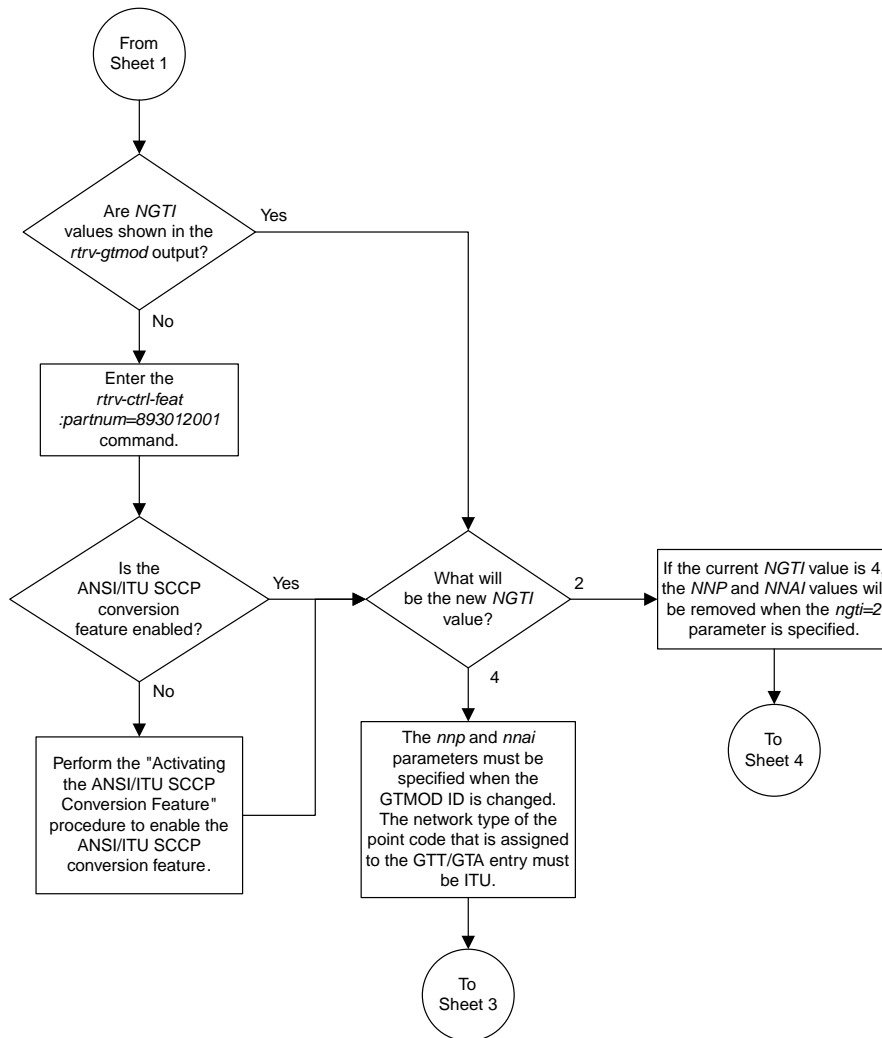 From
Sheet 1
Are NGTI
values shown in the
rtrv-gtmod output?
Yes
No
Enter the
rtrv-ctrl-feat
:partnum=893012001
command.
Is the
ANSI/ITU SCCP
conversion
feature enabled?
Yes
No
Perform the "Activating
the ANSI/ITU SCCP
Conversion Feature"
procedure to enable the
ANSI/ITU SCCP
conversion feature.
What will
be the new NGTI
value?
2
4
If the current NGTI value is 4,
the NNP and NNAI values will
be removed when the ngti=2
parameter is specified.
To
Sheet 4
The nnp and nnai
parameters must be
specified when the
GTMOD ID is changed.
The network type of the
point code that is assigned
to the GTT/GTA entry must
be ITU.
To
Sheet 3